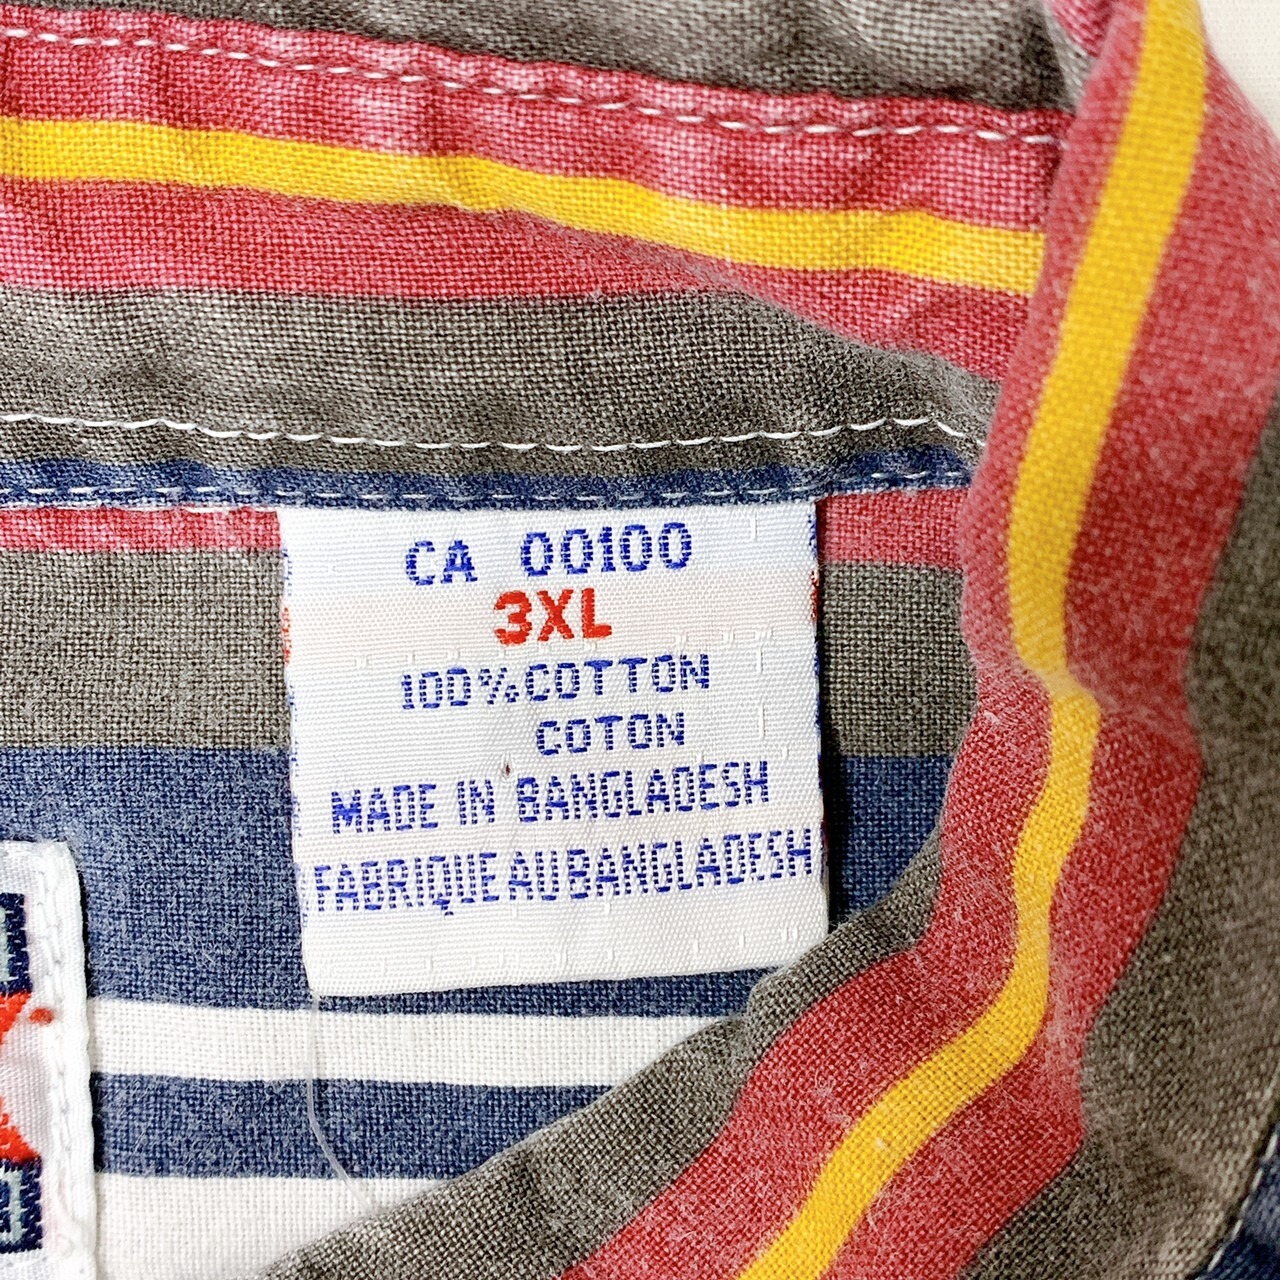 CA 00100
3XL
100% COTTON
COTON
MADE IN BANGLADESH
FABRIQUE AU BANGLADESH